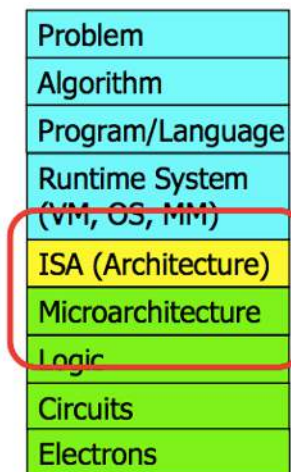 Problem
Algorithm
Program/Language
Runtime System
(VM, OS, MM)
ISA (Architecture)
Microarchitecture
Logic
Circuits
Electrons